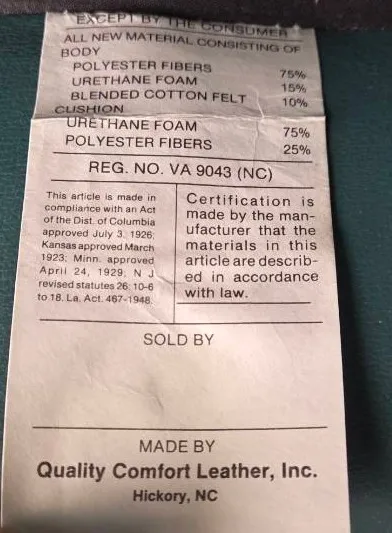 EXCEPT BY THE CONSUMER
ALL NEW MATERIAL CONSISTING OF
BODY
POLYESTER FIBERS 75%
URETHANE FOAM 15%
BLENDED COTTON FELT 10%
CUSHION
URETHANE FOAM 75%
POLYESTER FIBERS 25%
REG. NO. VA 9043 (NC)
This article is made in
compliance with an Act
of the Dist. of Columbia
approved July 3, 1926;
Kansas approved March
1923; Minn. approved
April 24, 1929; N J
revised statutes 26:10-6
to 18. La. Act. 467-1948.
Certification is
made by the man-
ufacturer that the
materials in this
article are describ-
ed in accordance
with law.
SOLD BY
MADE BY
Quality Comfort Leather, Inc.
Hickory, NC